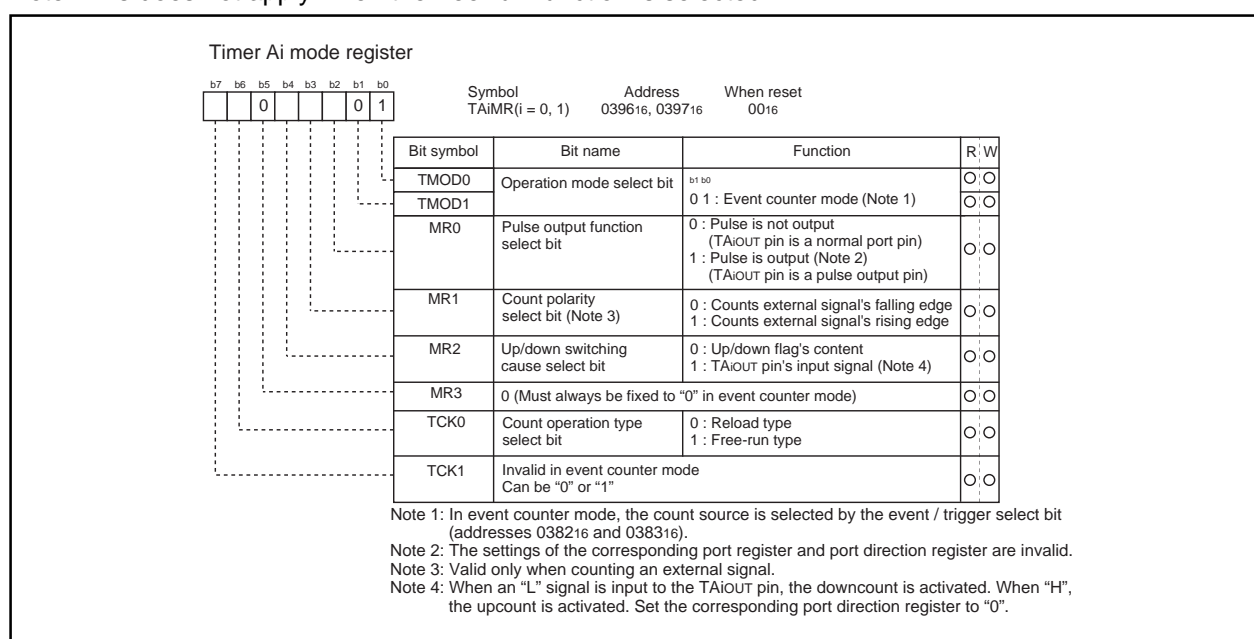 Timer Ai mode register
b7 b6 b5 b4 b3 b2 b1 b0
0 0 1
Symbol Address When reset
TAiMR(i = 0, 1) 039616, 039716 0016
Bit symbol Bit name Function R W
TMOD0 Operation mode select bit b1 b0
TMOD1 0 1 : Event counter mode (Note 1)
MR0 Pulse output function 0 : Pulse is not output
select bit (TAiOUT pin is a normal port pin)
1 : Pulse is output (Note 2)
(TAiOUT pin is a pulse output pin)
MR1 Count polarity 0 : Counts external signal's falling edge
select bit (Note 3) 1 : Counts external signal's rising edge
MR2 Up/down switching 0 : Up/down flag's content
cause select bit 1 : TAiOUT pin's input signal (Note 4)
MR3 0 (Must always be fixed to “0” in event counter mode)
TCK0 Count operation type 0 : Reload type
select bit 1 : Free-run type
TCK1 Invalid in event counter mode
Can be “0” or “1”
Note 1: In event counter mode, the count source is selected by the event / trigger select bit
(addresses 038216 and 038316).
Note 2: The settings of the corresponding port register and port direction register are invalid.
Note 3: Valid only when counting an external signal.
Note 4: When an “L” signal is input to the TAiOUT pin, the downcount is activated. When “H”,
the upcount is activated. Set the corresponding port direction register to “0”.